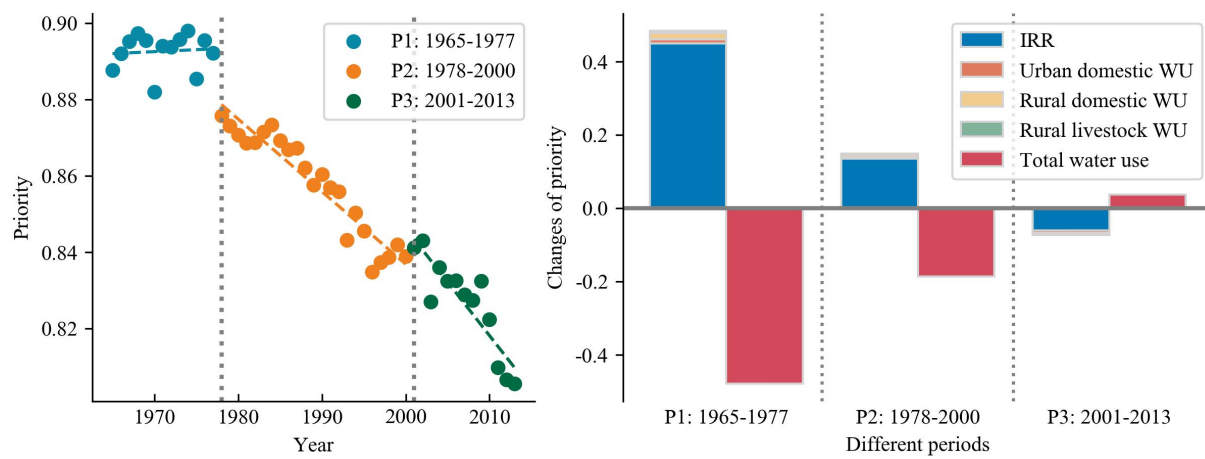 0.90
0.88
0.86
0.84
0.82
Priority
1970
1980
1990
2000
2010
Year
P1: 1965-1977
P2: 1978-2000
P3: 2001-2013
0.4
0.2
0.0
-0.2
-0.4
Changes of priority
IRR
Urban domestic WU
Rural domestic WU
Rural livestock WU
Total water use
P1: 1965-1977
P2: 1978-2000
P3: 2001-2013
Different periods